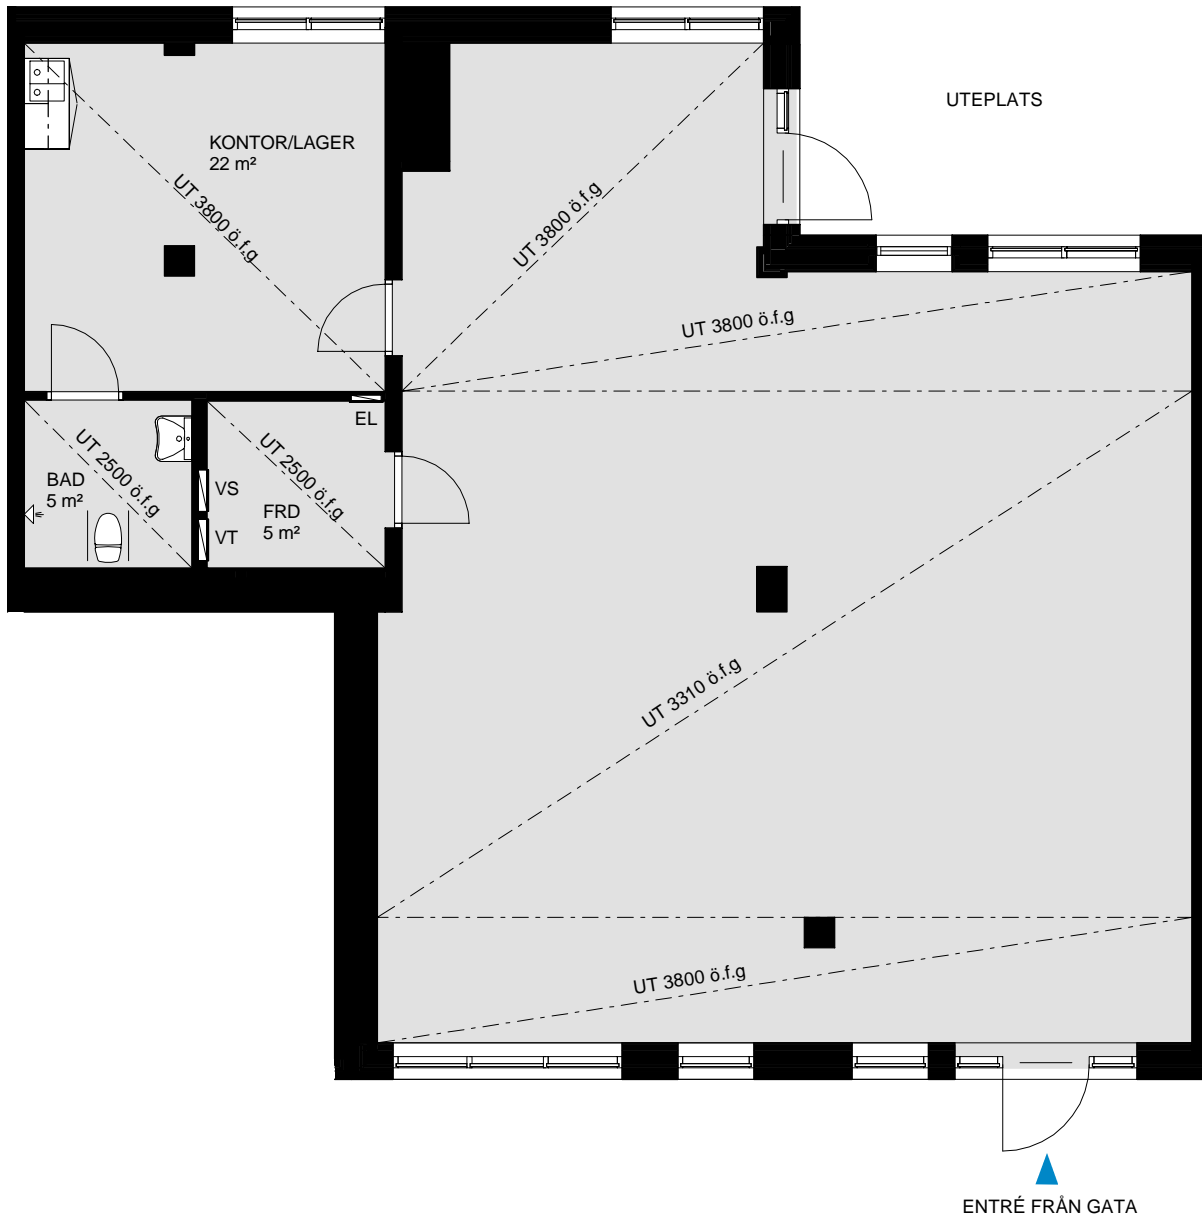 UTEPLATS
KONTOR/LAGER
22 m²
UT 3800 ö.f.g
UT 3800 ö.f.g
UT 3800 ö.f.g
EL
UT 2500 ö.f.g
UT 2500 ö.f.g
BAD
5 m²
VS
VT
FRD
5 m²
UT 3310 ö.f.g
UT 3800 ö.f.g
ENTRÉ FRÅN GATA